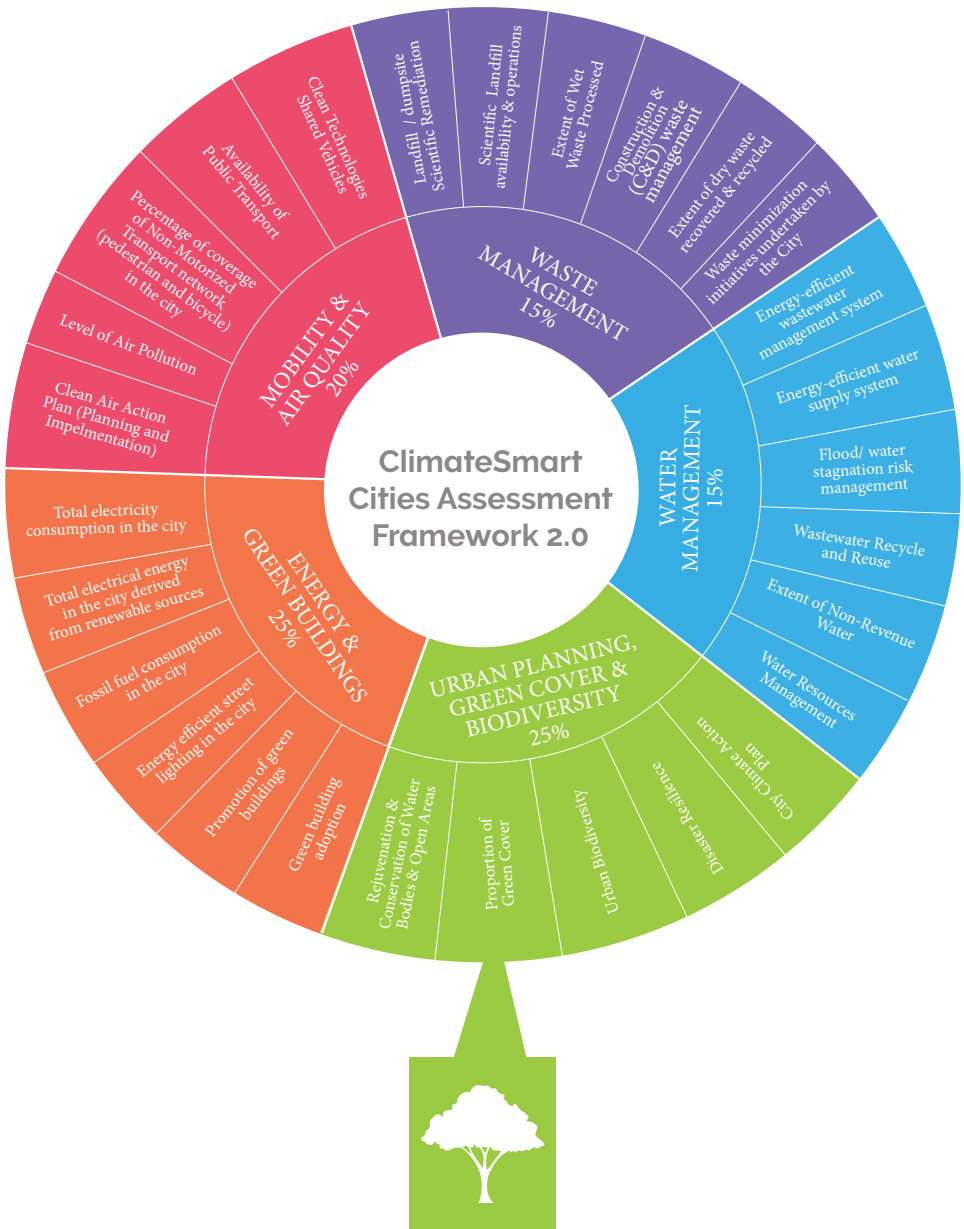 ClimateSmart
Cities Assessment
Framework 2.0
WASTE
MANAGEMENT
15%
Landfill / dumpsite
Scientific Remediation
Scientific Landfill
availability & operations
Extent of Wet
Waste Processed
Construction &
Demolition
(C&D) waste
management
Extent of dry waste
recovered & recycled
Waste minimization
initiatives undertaken by
the City
WATER
MANAGEMENT
15%
Energy-efficient
wastewater
management system
Energy-efficient water
supply system
Flood/ water
stagnation risk
management
Wastewater Recycle
and Reuse
Extent of Non-Revenue
Water
Water Resources
Management
URBAN PLANNING,
GREEN COVER &
BIODIVERSITY
25%
City Climate Action
Plan
Disaster Resilience
Urban Biodiversity
Proportion of
Green Cover
Rejuvenation &
Conservation of Water
Bodies & Open Areas
ENERGY &
GREEN BUILDINGS
25%
Green building
adoption
Promotion of green
buildings
Energy efficient street
lighting in the city
Fossil fuel consumption
in the city
Total electrical energy
in the city derived
from renewable sources
Total electricity
consumption in the city
MOBILITY &
AIR QUALITY
20%
Clean Air Action
Plan (Planning and
Impelmentation)
Level of Air Pollution
Percentage of coverage
of Non-Motorized
Transport network
(pedestrian and bicycle)
in the city
Availability of
Public Transport
Clean Technologies
Shared Vehicles